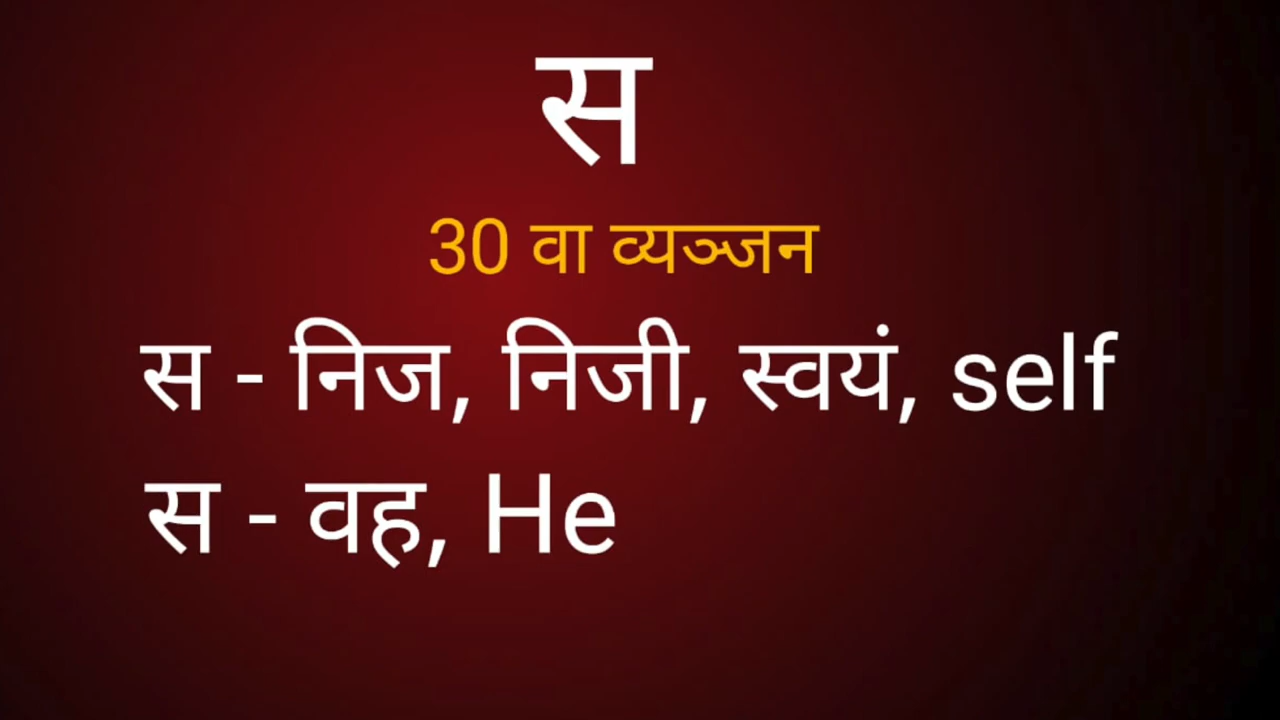 स
30 वा व्यञ्जन
स - निज, निजी, स्वयं, self
स - वह, He